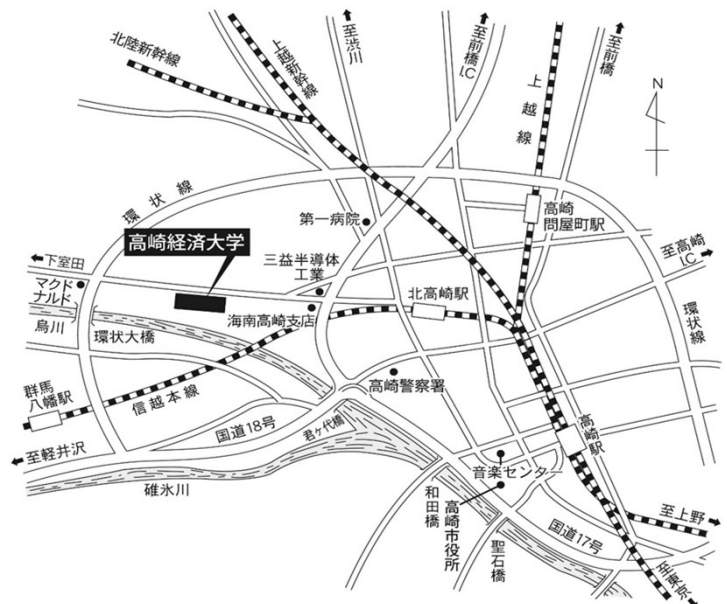 北陸新幹線
上越新幹線
至渋川
至前橋I.C
上越線
至前橋
N
環状線
第一病院
高崎
問屋町駅
高崎経済大学
三益半導体
工業
至高崎I.C
下室田
マクド
ナルド
北高崎駅
海南高崎支店
烏川
環状大橋
環状線
群馬
八幡駅
信越本線
高崎警察署
国道18号
君ヶ代橋
高崎駅
至軽井沢
音楽センター
碓氷川
和田橋
高崎市役所
聖石橋
国道17号
至上野
至東京